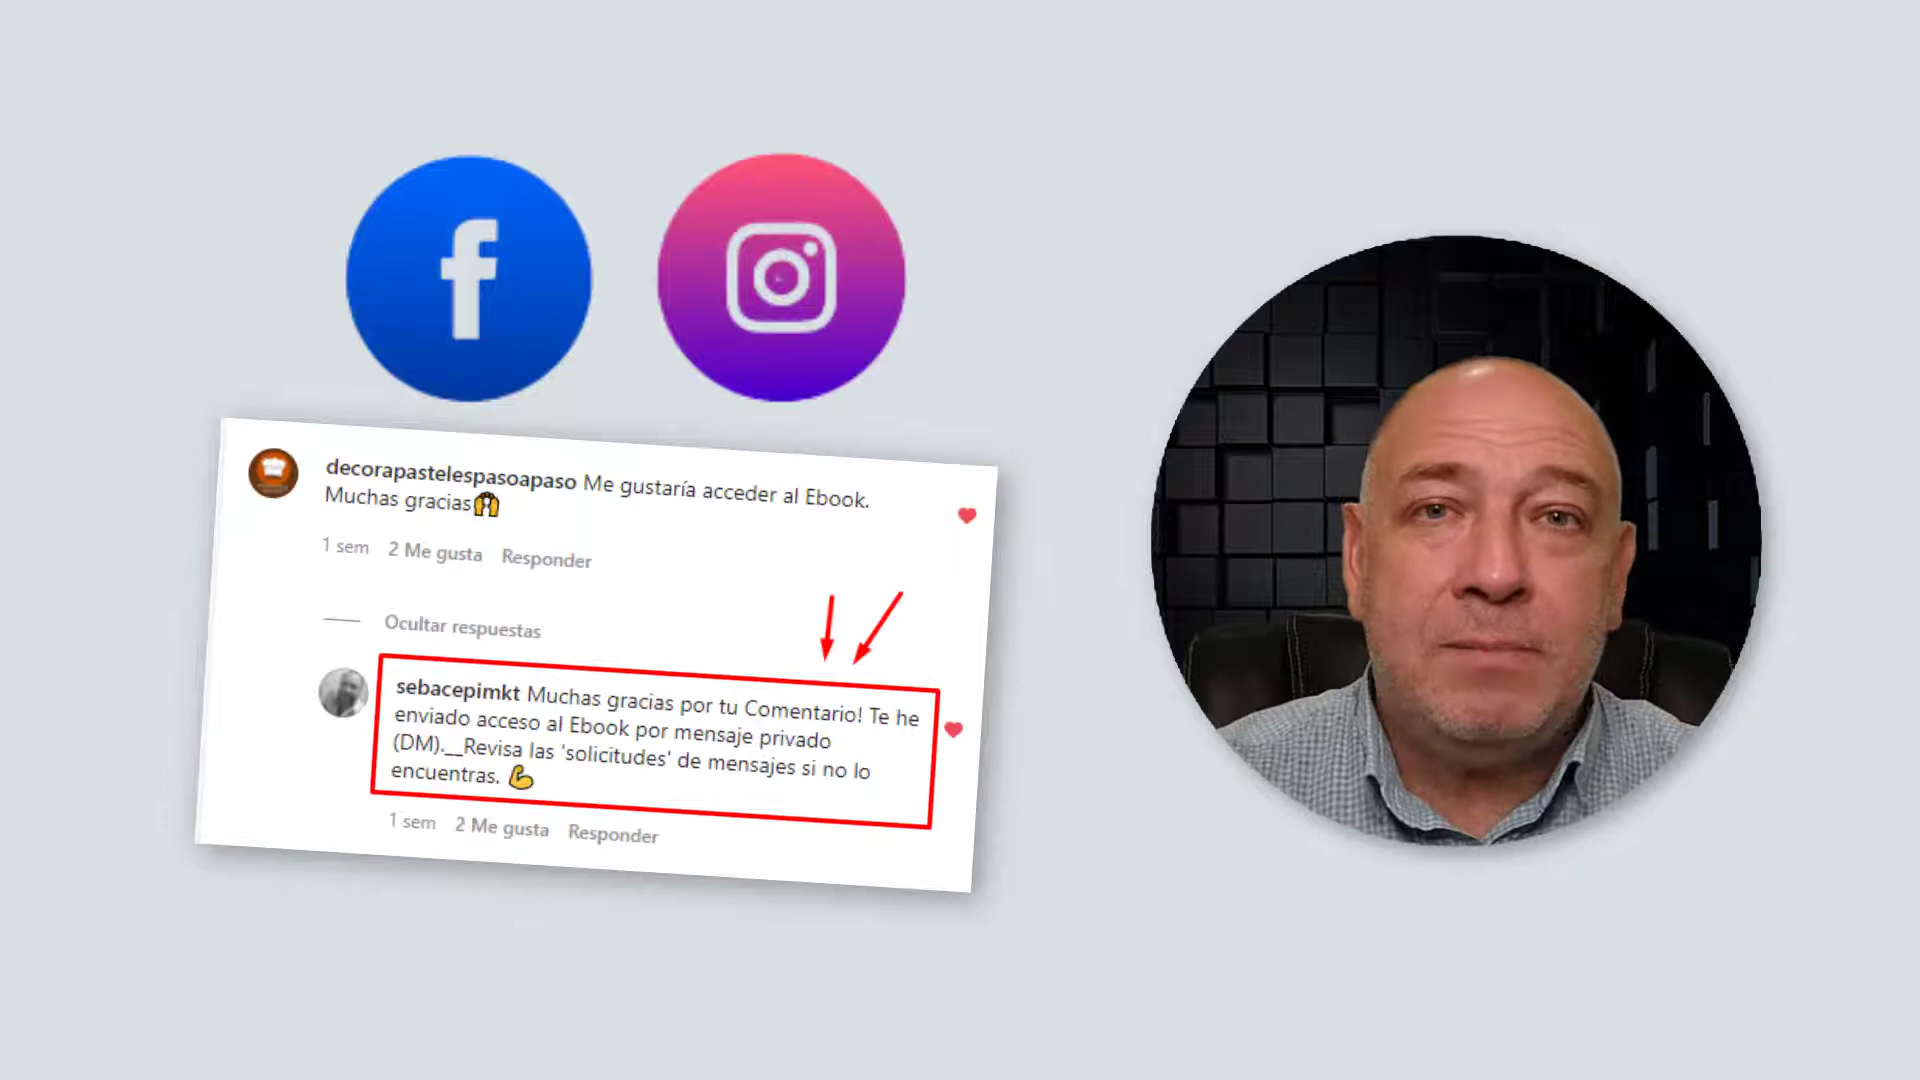 decorapastelespasoapaso Me gustaría acceder al Ebook.
Muchas gracias🙌
1 sem 2 Me gusta Responder
Ocultar respuestas
sebacepimkt Muchas gracias por tu Comentario! Te he
enviado acceso al Ebook por mensaje privado
(DM).__Revisa las 'solicitudes' de mensajes si no lo
encuentras. 💪
1 sem 2 Me gusta Responder